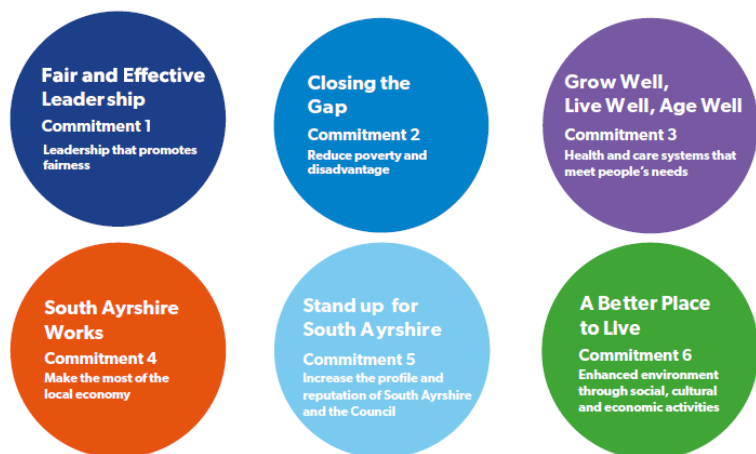 Fair and Effective
Leadership
Commitment 1
Leadership that promotes
fairness
Closing the
Gap
Commitment 2
Reduce poverty and
disadvantage
Grow Well,
Live Well, Age Well
Commitment 3
Health and care systems that
meet people's needs
South Ayrshire
Works
Commitment 4
Make the most of the
local economy
Stand up for
South Ayrshire
Commitment 5
Increase the profile and
reputation of South Ayrshire
and the Council
A Better Place
to Live
Commitment 6
Enhanced environment
through social, cultural
and economic activities